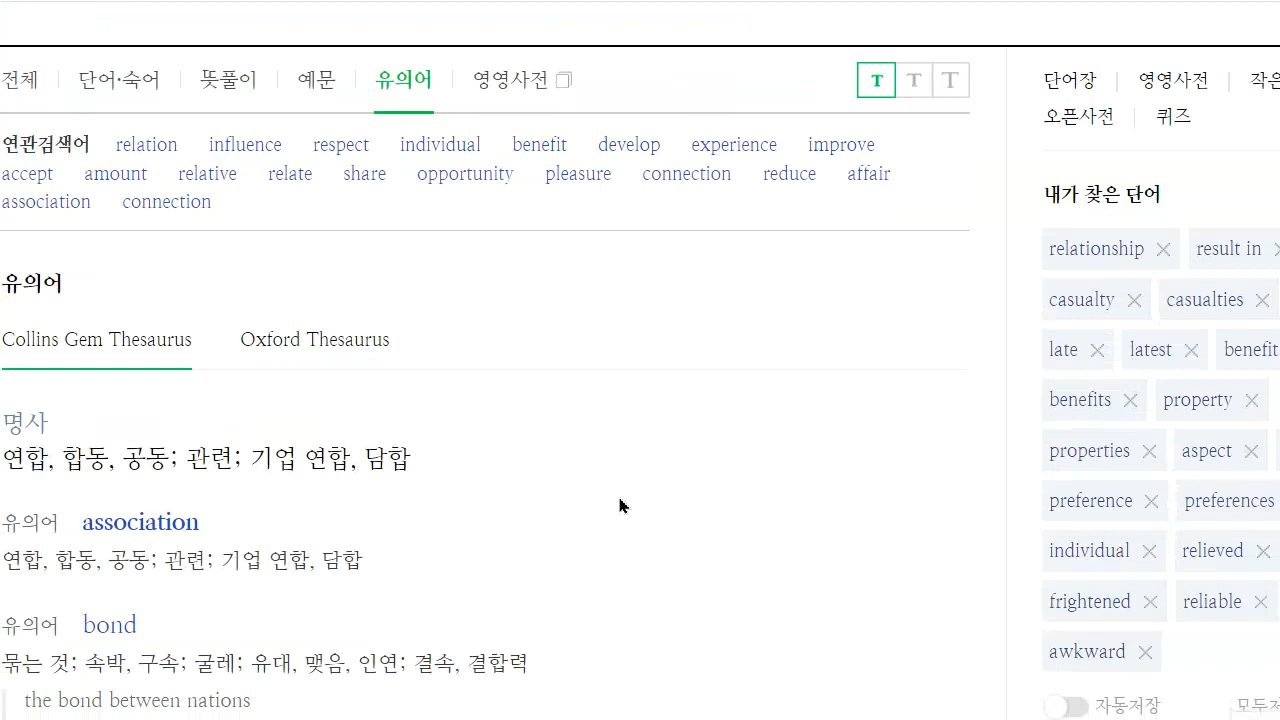 전체 단어·숙어 뜻풀이 예문 유의어 영영사전 T T T
연관검색어 relation influence respect individual benefit develop experience improve
accept amount relative relate share opportunity pleasure connection reduce affair
association connection
유의어
Collins Gem Thesaurus Oxford Thesaurus
명사
연합, 합동, 공동; 관련; 기업 연합, 담합
유의어 association
연합, 합동, 공동; 관련; 기업 연합, 담합
유의어 bond
묶는 것; 속박, 구속; 굴레; 유대, 맺음, 인연; 결속, 결합력
the bond between nations
단어장 영영사전
오픈사전 퀴즈
내가 찾은 단어
relationship result in
casualty casualties
late latest benefit
benefits property
properties aspect
preference preferences
individual relieved
frightened reliable
awkward
자동저장